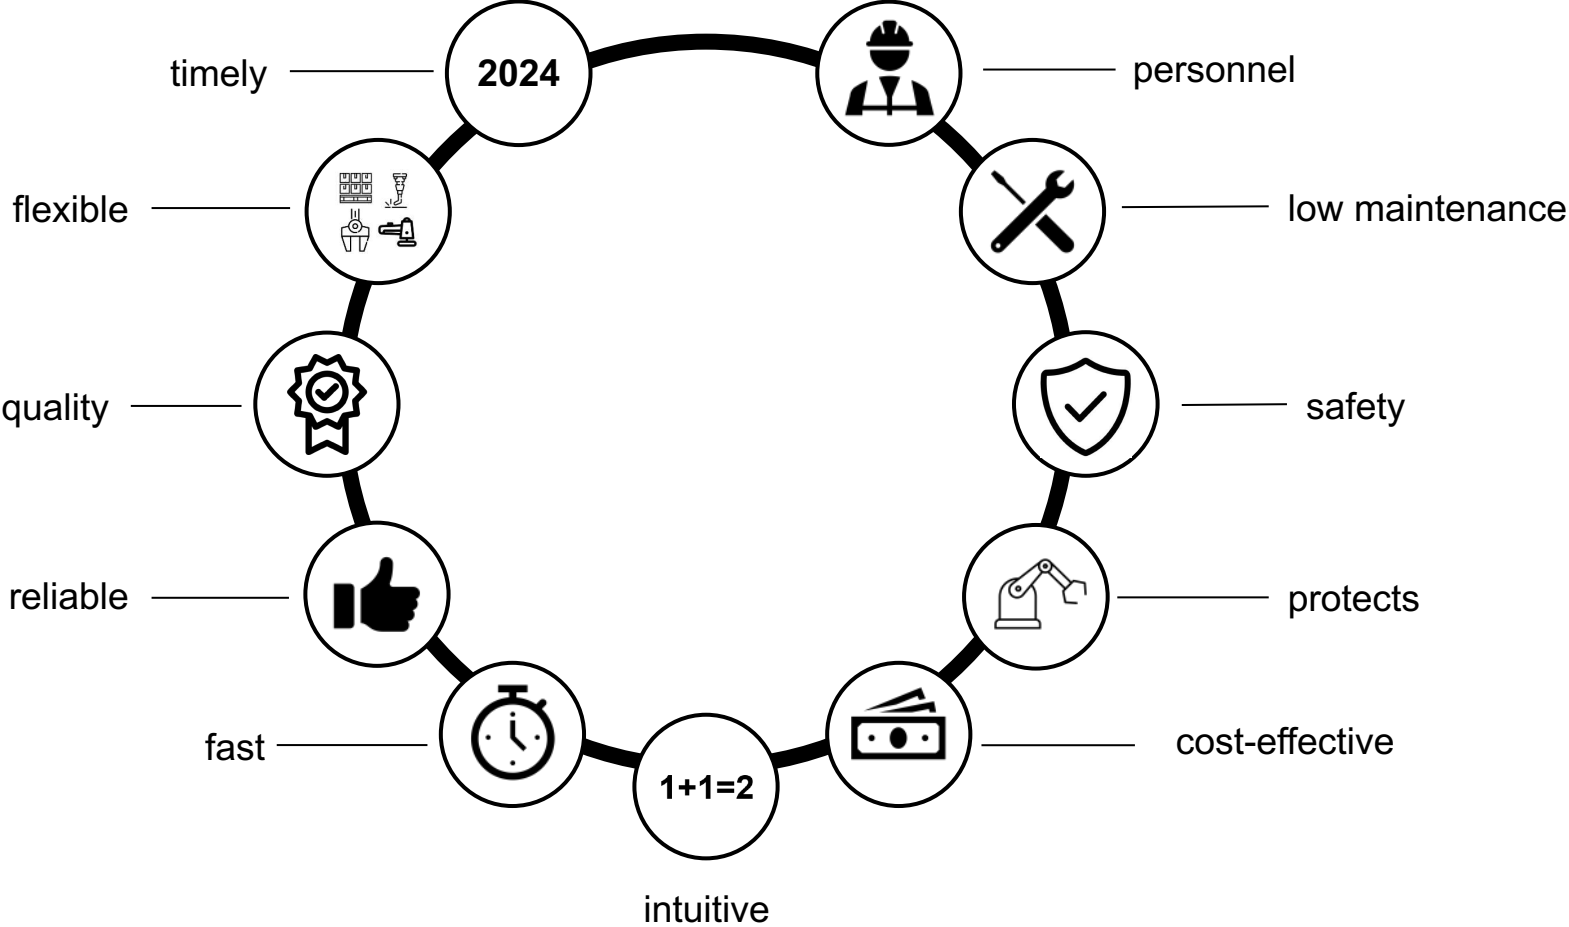 timely
2024
personnel
flexible
low maintenance
quality
safety
reliable
protects
fast
cost-effective
1+1=2
intuitive